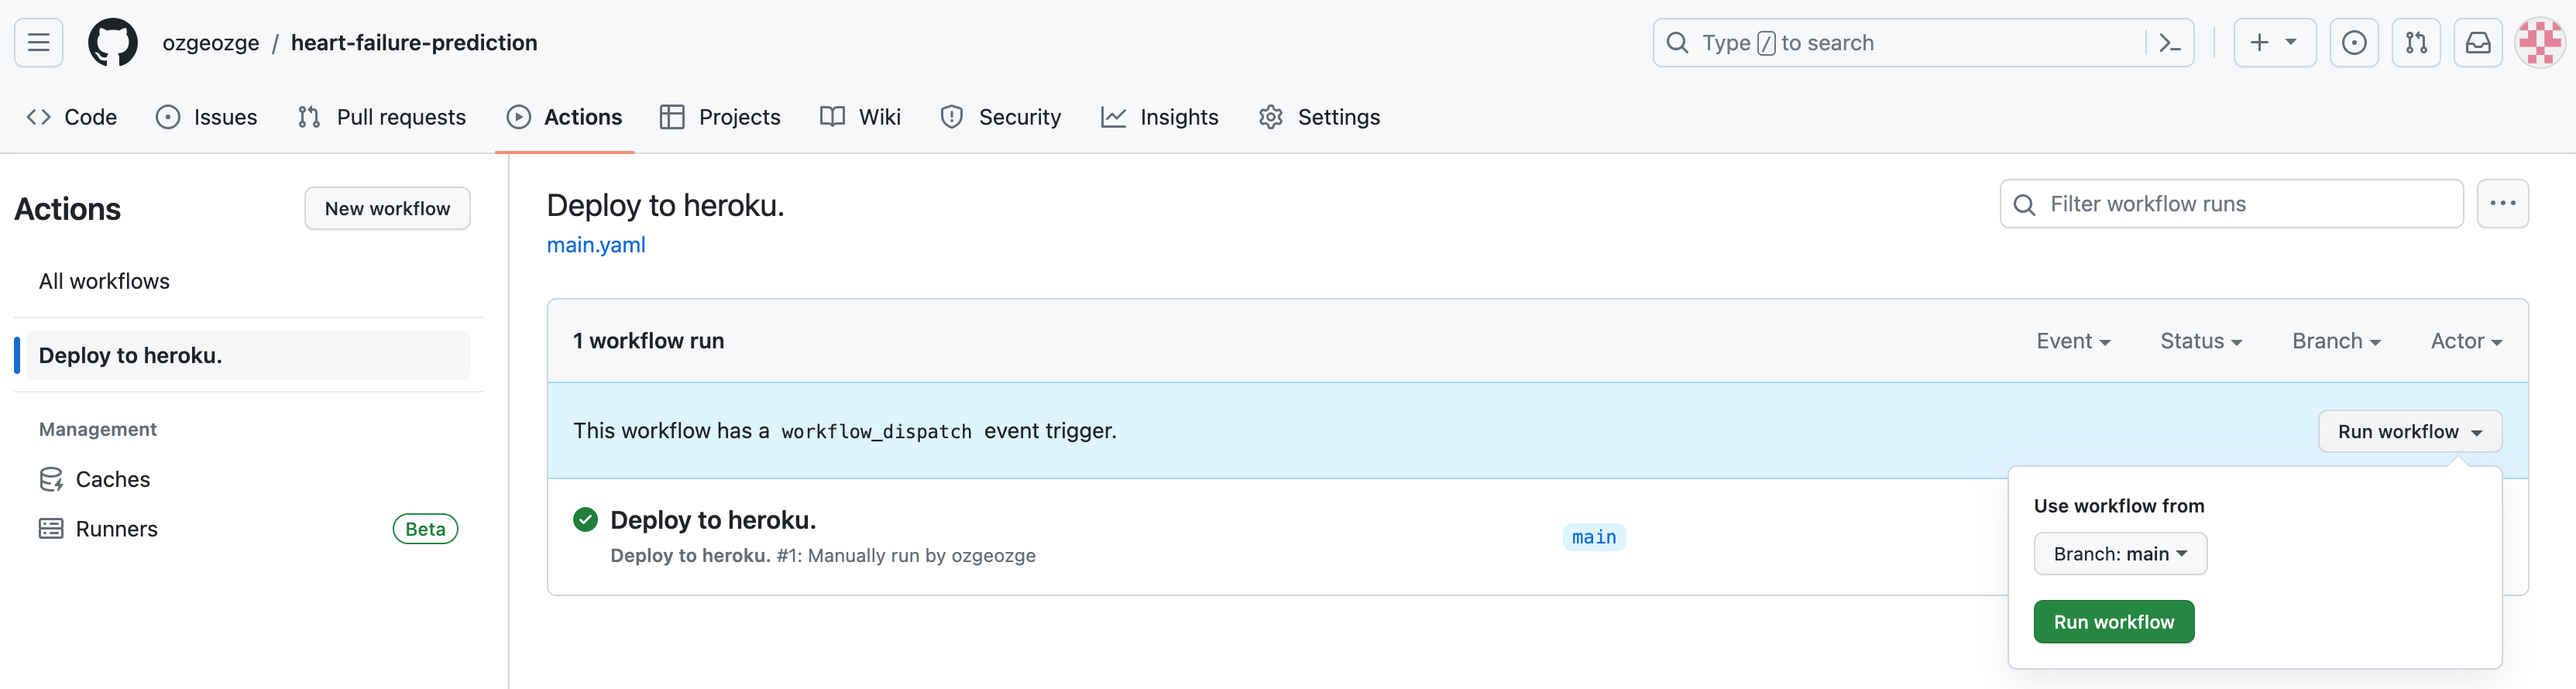 ozgeozge / heart-failure-prediction
Type / to search
Code Issues Pull requests Actions Projects Wiki Security Insights Settings
Actions
New workflow
All workflows
Deploy to heroku.
Management
Caches
Runners Beta
Deploy to heroku.
main.yaml
Filter workflow runs
1 workflow run
Event Status Branch Actor
This workflow has a workflow_dispatch event trigger.
Run workflow
Deploy to heroku.
Deploy to heroku. #1: Manually run by ozgeozge
main
Use workflow from
Branch: main
Run workflow